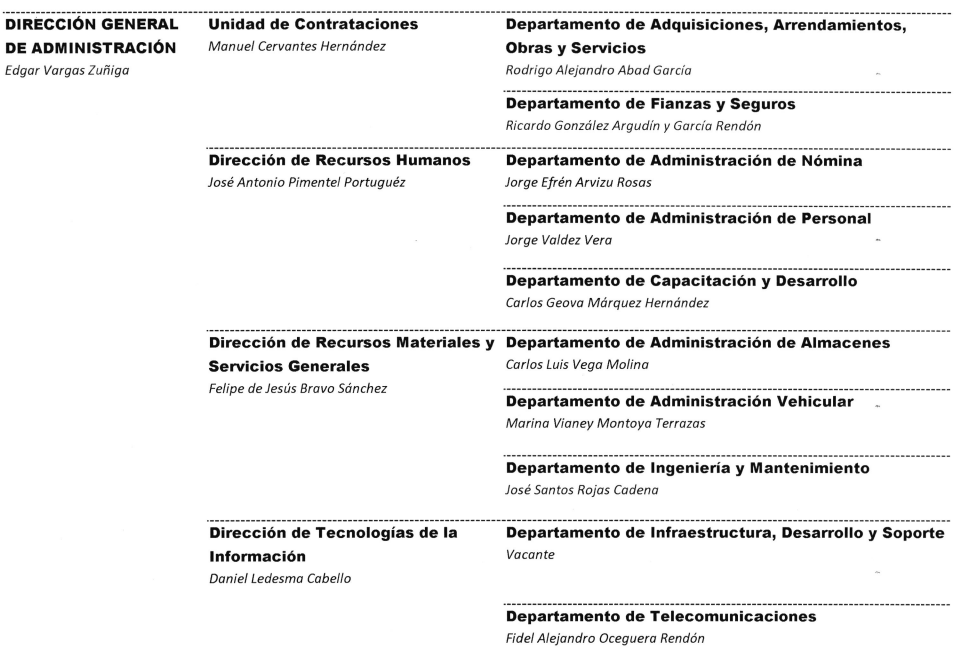 DIRECCIÓN GENERAL
DE ADMINISTRACIÓN
Edgar Vargas Zuñiga
Unidad de Contrataciones
Manuel Cervantes Hernández
Departamento de Adquisiciones, Arrendamientos,
Obras y Servicios
Rodrigo Alejandro Abad García
Departamento de Fianzas y Seguros
Ricardo González Argudín y García Rendón
Dirección de Recursos Humanos
José Antonio Pimentel Portuguéz
Departamento de Administración de Nómina
Jorge Efrén Arvizu Rosas
Departamento de Administración de Personal
Jorge Valdez Vera
Departamento de Capacitación y Desarrollo
Carlos Geova Márquez Hernández
Dirección de Recursos Materiales y
Servicios Generales
Felipe de Jesús Bravo Sánchez
Departamento de Administración de Almacenes
Carlos Luis Vega Molina
Departamento de Administración Vehicular
Marina Vianey Montoya Terrazas
Departamento de Ingeniería y Mantenimiento
José Santos Rojas Cadena
Dirección de Tecnologías de la
Información
Daniel Ledesma Cabello
Departamento de Infraestructura, Desarrollo y Soporte
Vacante
Departamento de Telecomunicaciones
Fidel Alejandro Oceguera Rendón